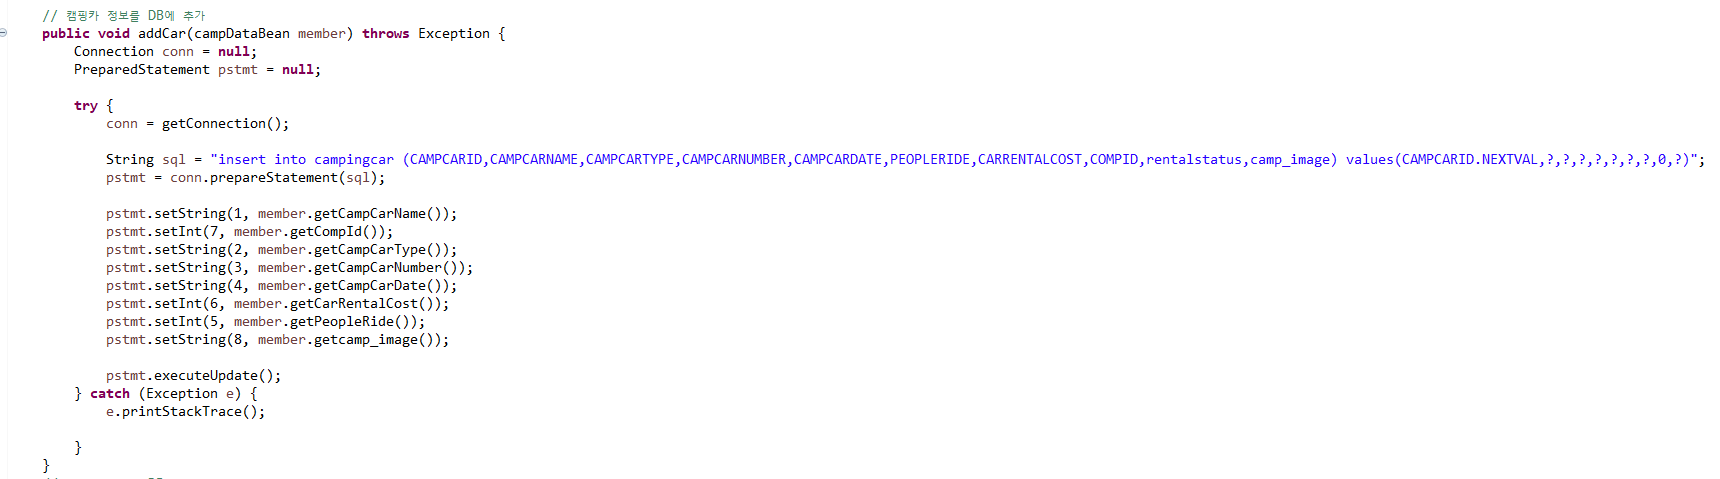 // 캠핑카 정보를 DB에 추가
public void addCar(campDataBean member) throws Exception {
Connection conn = null;
PreparedStatement pstmt = null;
try {
conn = getConnection();
String sql = "insert into campingcar (CAMPCARID,CAMPCARNAME,CAMPCARTYPE,CAMPCARNUMBER,CAMPCARDATE,PEOPLERIDE,CARRENTALCOST,COMPID,rentalstatus,camp_image) values(CAMPCARID.NEXTVAL,?,?,?,?,?,?,?,0,?)";
pstmt = conn.prepareStatement(sql);
pstmt.setString(1, member.getCampCarName());
pstmt.setInt(7, member.getCompId());
pstmt.setString(2, member.getCampCarType());
pstmt.setString(3, member.getCampCarNumber());
pstmt.setString(4, member.getCampCarDate());
pstmt.setInt(6, member.getCarRentalCost());
pstmt.setInt(5, member.getPeopleRide());
pstmt.setString(8, member.getcamp_image());
pstmt.executeUpdate();
} catch (Exception e) {
e.printStackTrace();
}
}